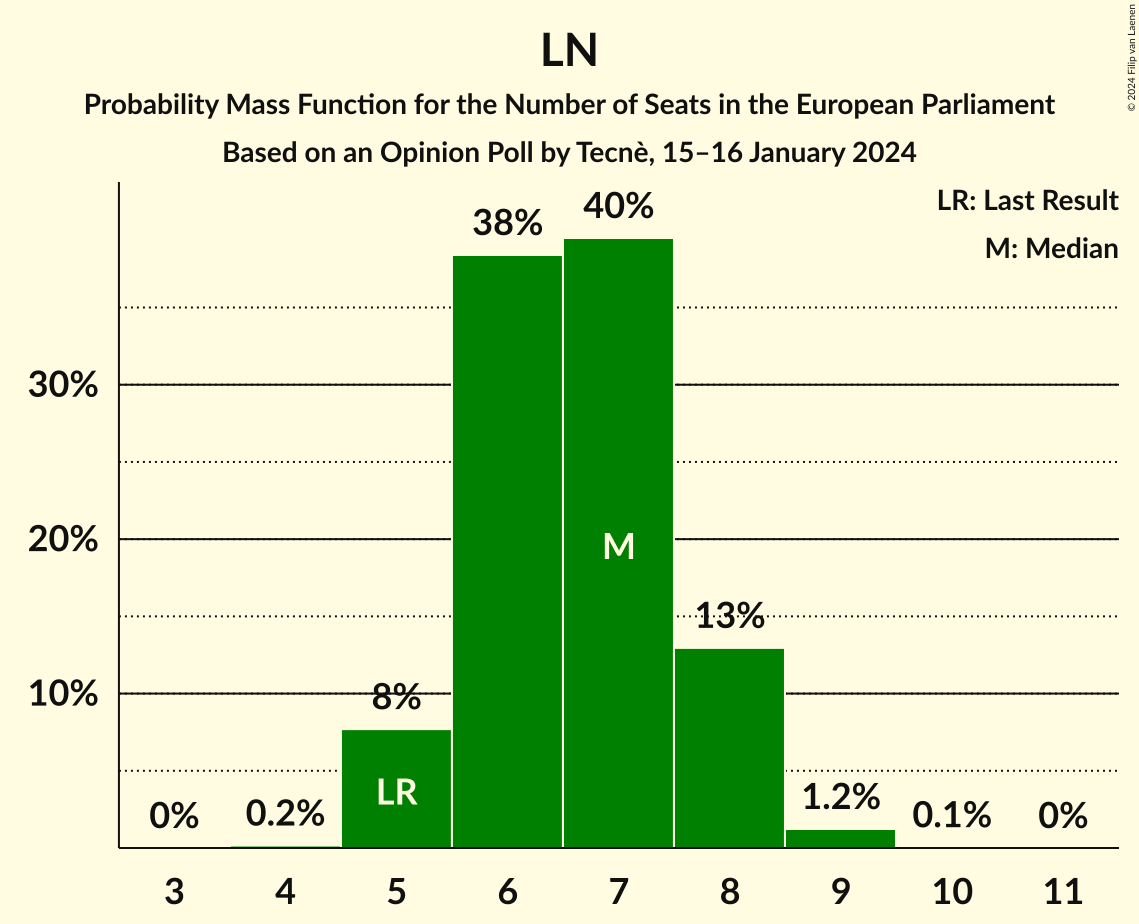 LN
Probability Mass Function for the Number of Seats in the European Parliament
Based on an Opinion Poll by Tecnè, 15–16 January 2024
© 2024 Filip van Laenen
LR: Last Result
M: Median
40%
38%
30%
20%
M
13%
10%
8%
LR
1.2%
0.2%
0.1%
0%
0%
3 4 5 6 7 8 9 10 11